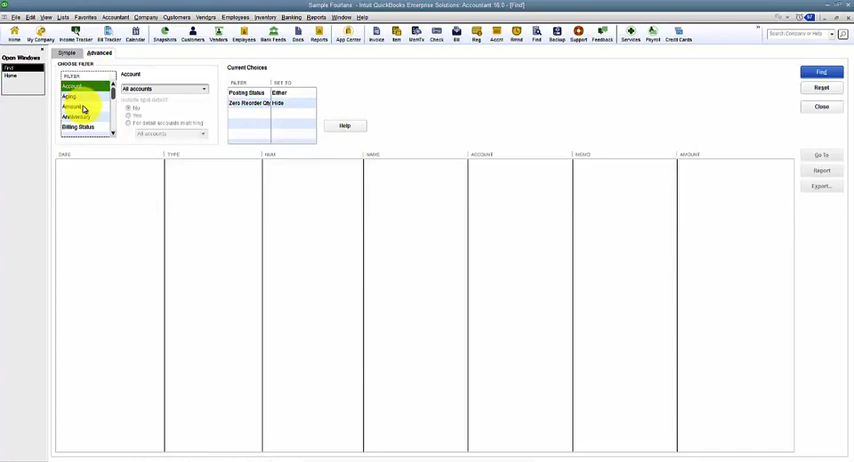 Sample Fourlane - Intuit QuickBooks Enterprise Solutions: Accountant 16.0 - [Find]
File Edit View Lists Favorites Accountant Company Customers Vendors Employees Inventory Banking Reports Window Help
Home My Company Income Tracker Bill Tracker Calendar Snapshots Customers Vendors Employees Bank Feeds Docs Reports App Center Invoice Item MemTx Check Bill Reg Accnt Rmnd Find Backup Support Feedback Services Payroll Credit Cards Search Company or Help
Open Windows
Find
Home
Simple Advanced
CHOOSE FILTER
FILTER
Account
Aging
Amount
Billing Status
Account
All accounts
Include split detail?
No
Yes
For detail accounts matching
All accounts
Current Choices
FILTER SET TO
Posting Status Either
Zero Reorder Qty Hide
Help
Find
Reset
Close
DATE TYPE NUM NAME ACCOUNT MEMO AMOUNT
Go To
Report
Export...